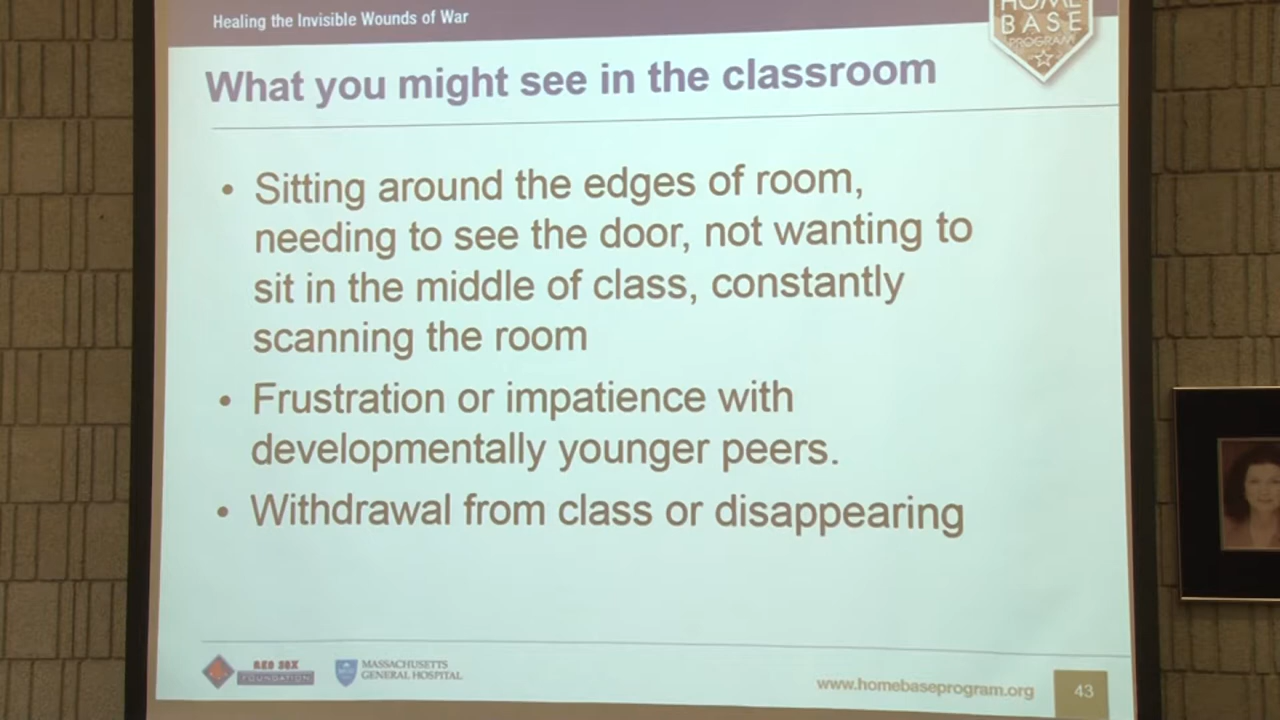 Healing the Invisible Wounds of War
HOME
BASE
PROGRAM
What you might see in the classroom
• Sitting around the edges of room,
needing to see the door, not wanting to
sit in the middle of class, constantly
scanning the room
• Frustration or impatience with
developmentally younger peers.
• Withdrawal from class or disappearing
RED SOX
FOUNDATION
MASSACHUSETTS
GENERAL HOSPITAL
www.homebaseprogram.org
43